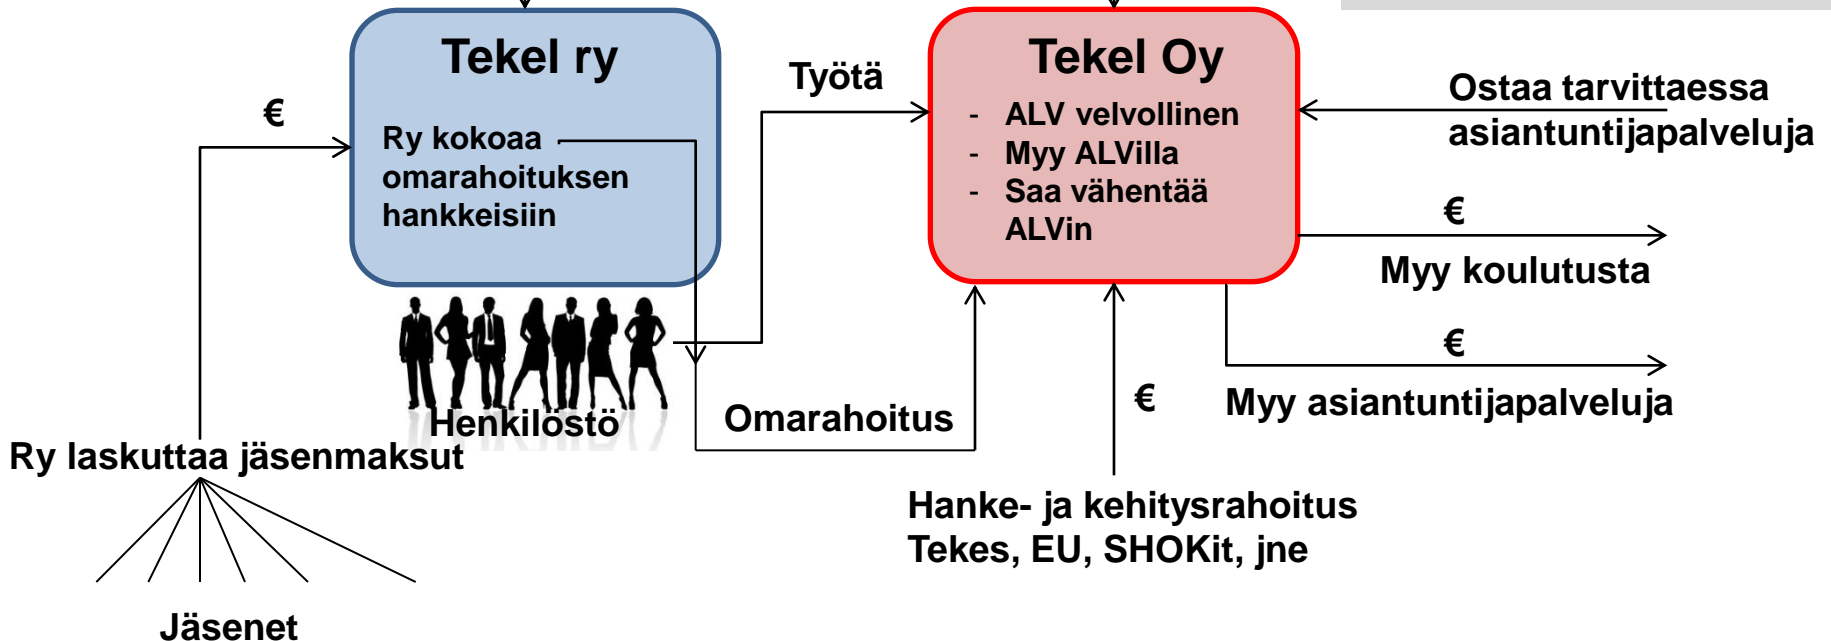 Tekel ry
€
Ry kokoaa
omarahoituksen
hankkeisiin
Työtä
Tekel Oy
- ALV velvollinen
- Myy ALVilla
- Saa vähentää
ALVin
Ostaa tarvittaessa
asiantuntijapalveluja
€
Myy koulutusta
€
Myy asiantuntijapalveluja
Henkilöstö
Omarahoitus
€
Ry laskuttaa jäsenmaksut
Hanke- ja kehitysrahoitus
Tekes, EU, SHOKit, jne
Jäsenet